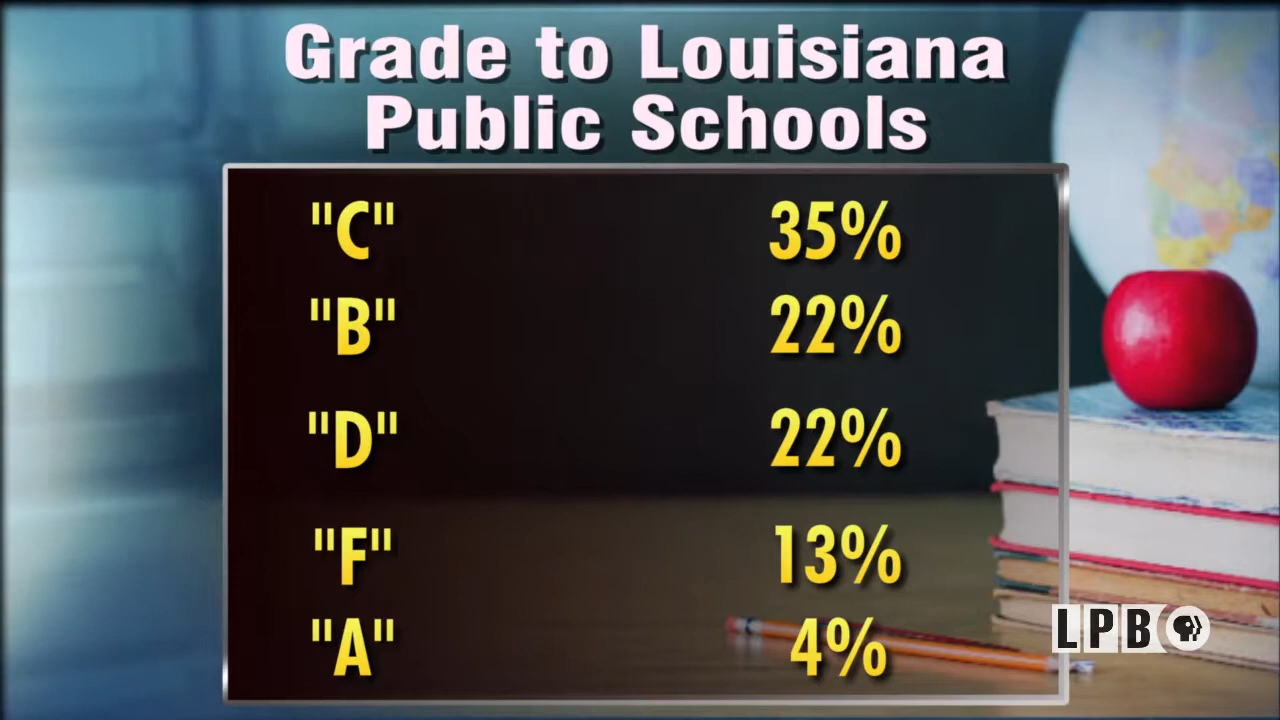 Grade to Louisiana
Public Schools
"C" 35%
"B" 22%
"D" 22%
"F" 13%
"A" 4%
LPB